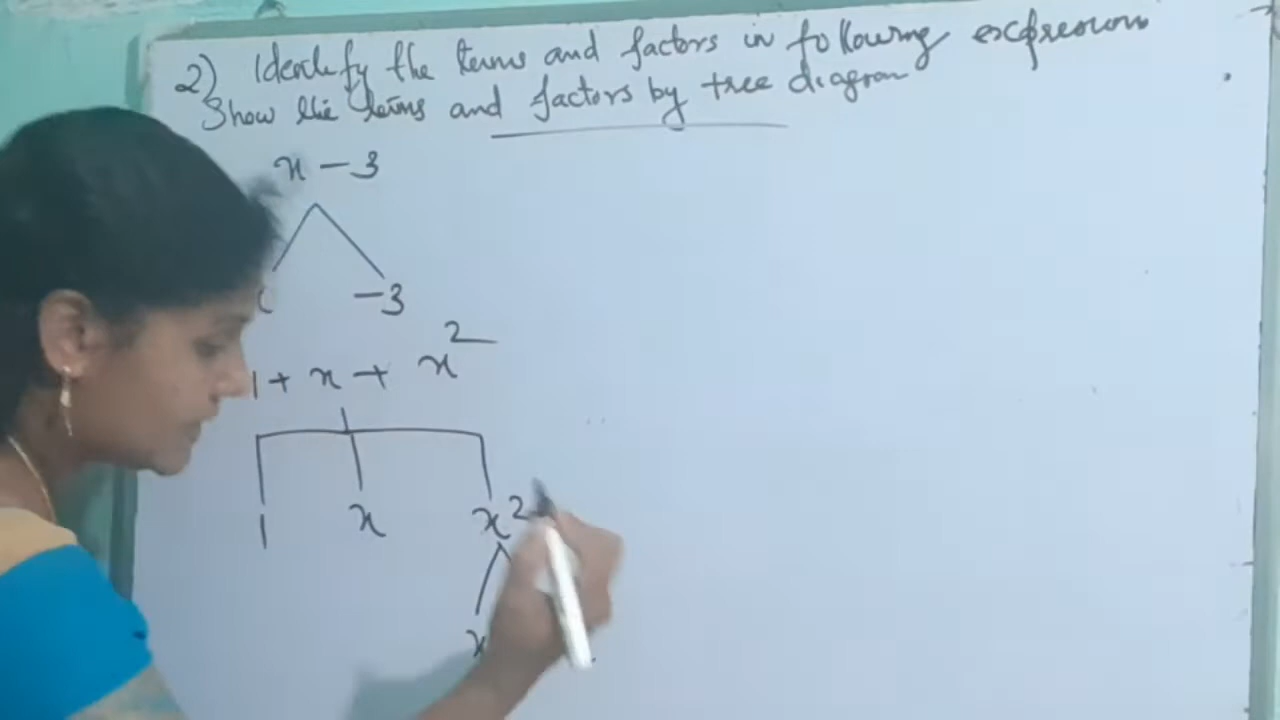 2) Identify the terms and factors in following expressions
Show the terms and factors by tree diagram
x - 3
-3
1 + x + x²
1 x x²
x